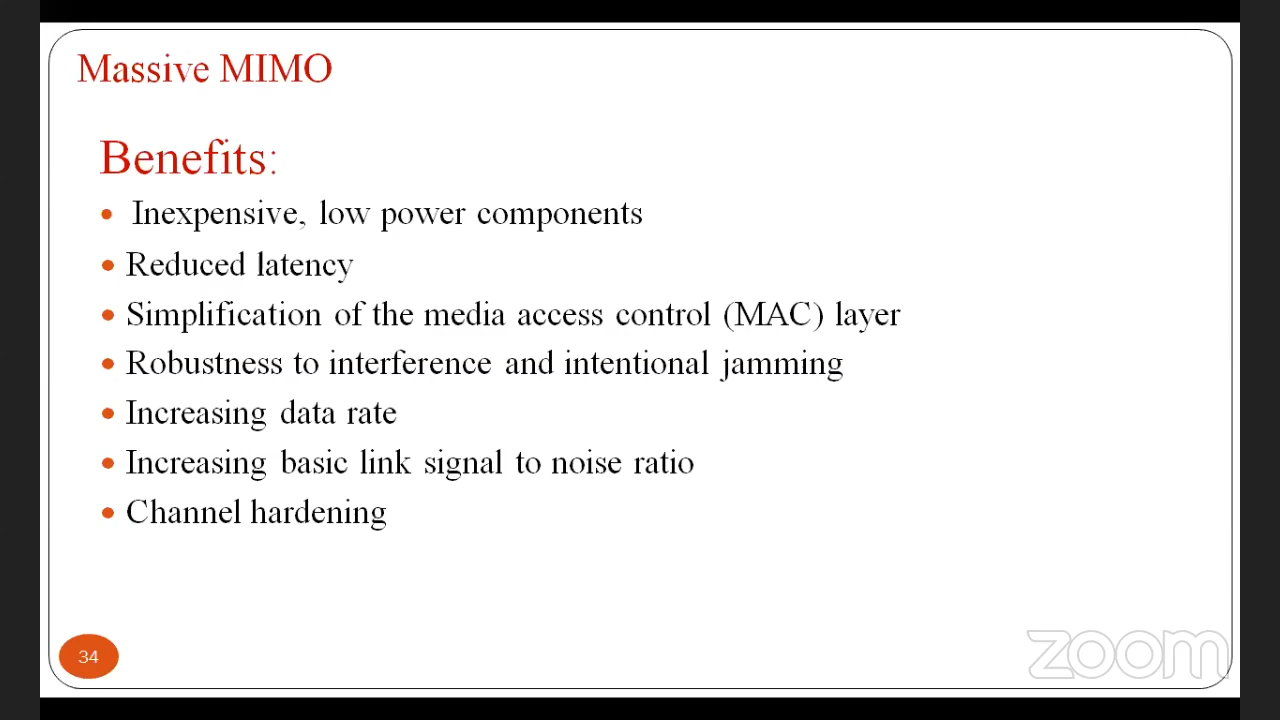 Massive MIMO
Benefits:
• Inexpensive, low power components
• Reduced latency
• Simplification of the media access control (MAC) layer
• Robustness to interference and intentional jamming
• Increasing data rate
• Increasing basic link signal to noise ratio
• Channel hardening
34
zoom